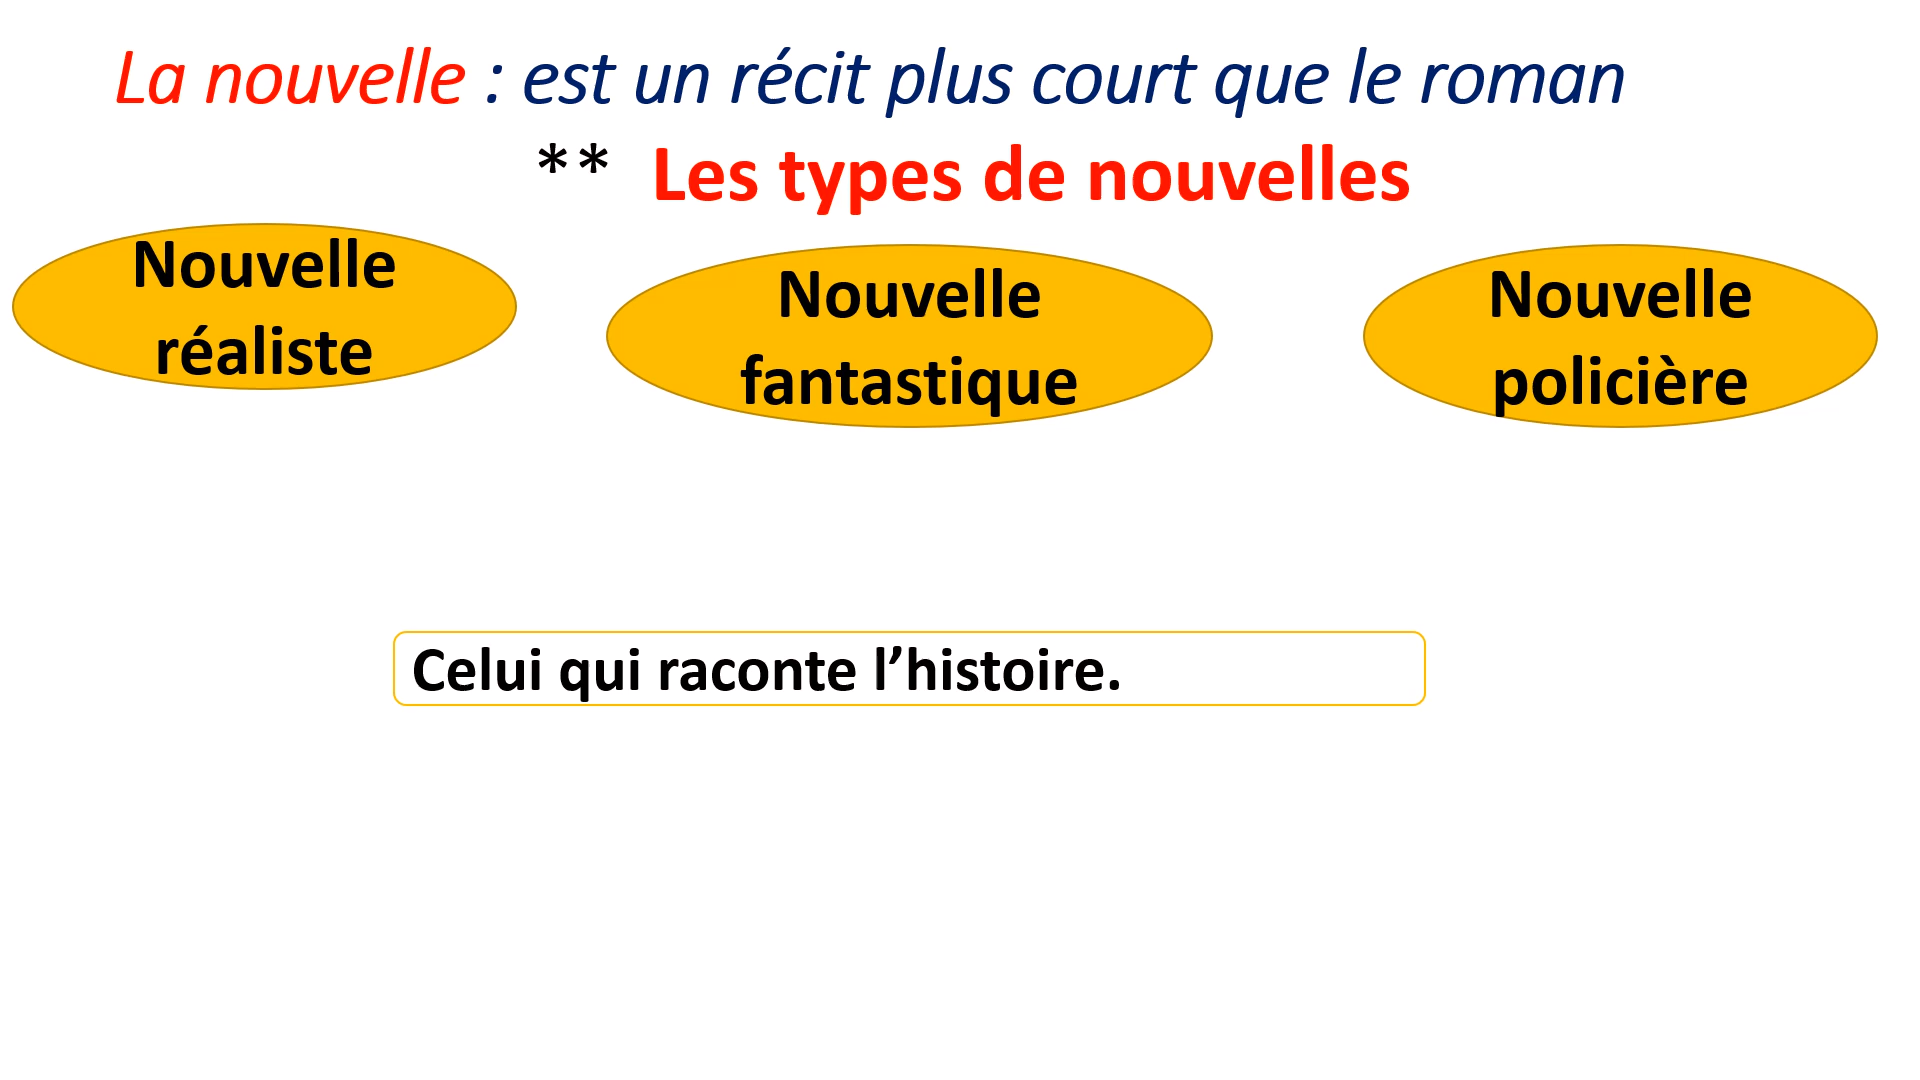 La nouvelle : est un récit plus court que le roman
** Les types de nouvelles
Nouvelle
réaliste
Nouvelle
fantastique
Nouvelle
policière
Celui qui raconte l’histoire.